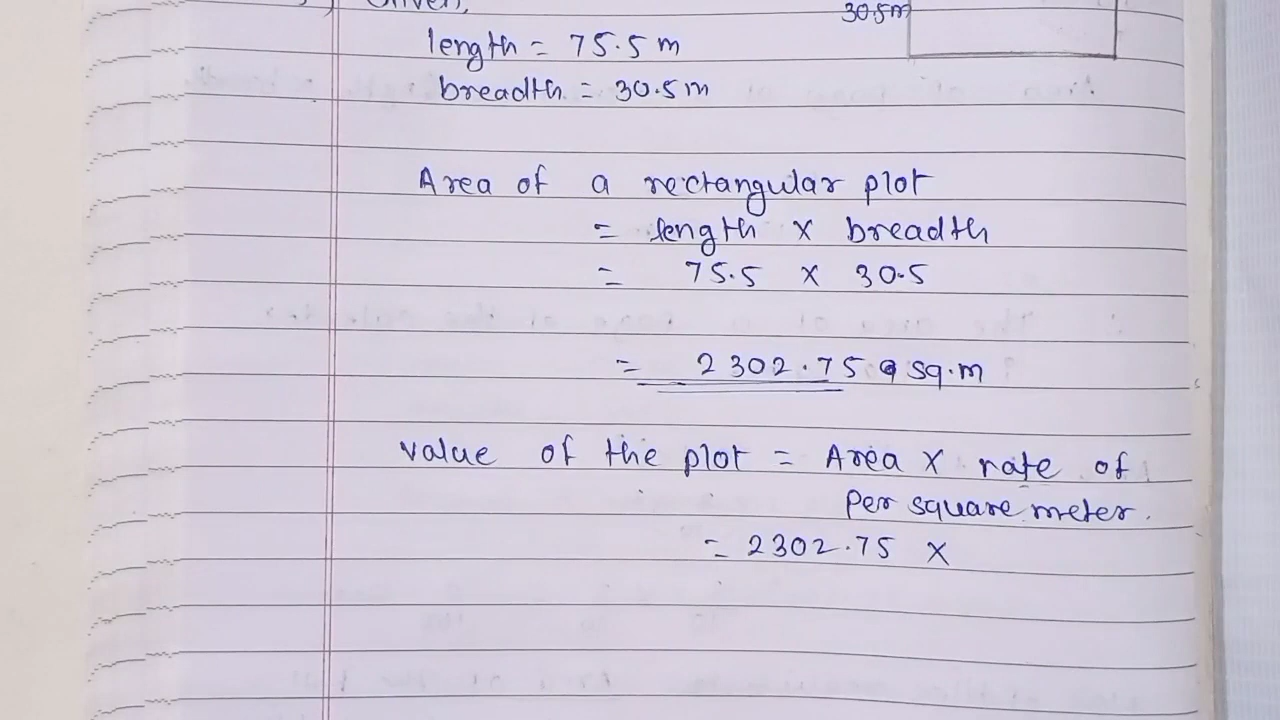 Given,
30.5m
length = 75.5 m
breadth = 30.5 m
Area of a rectangular plot
= length × breadth
= 75.5 × 30.5
= 2302.75 sq.m
value of the plot = Area × rate of
per square meter.
= 2302.75 ×